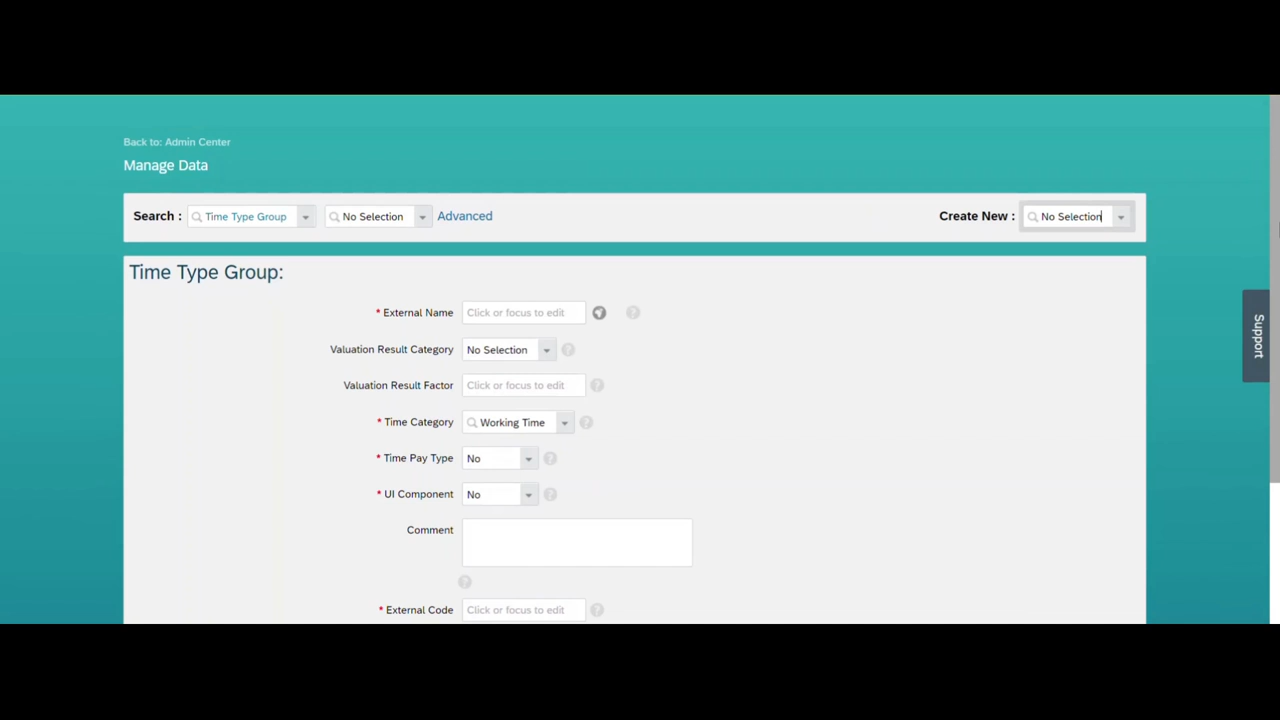 Back to: Admin Center
Manage Data
Search : Time Type Group No Selection Advanced Create New : No Selection
Time Type Group:
* External Name Click or focus to edit ?
Valuation Result Category No Selection ?
Valuation Result Factor Click or focus to edit ?
* Time Category Working Time ?
* Time Pay Type No ?
* UI Component No ?
Comment
?
* External Code Click or focus to edit ?
Support